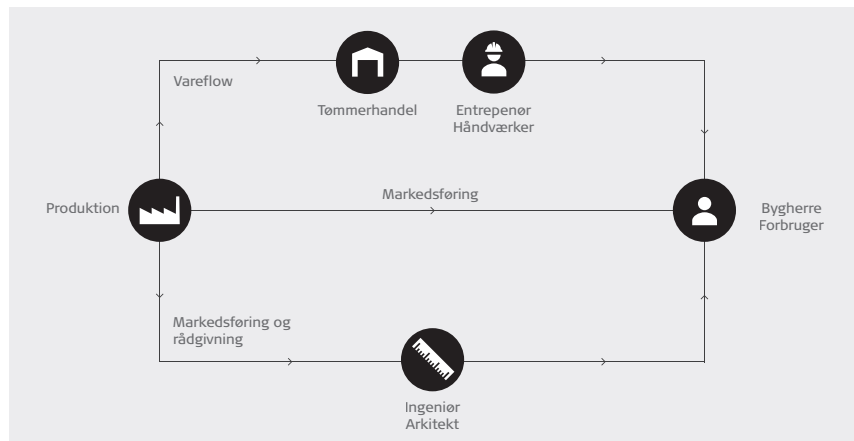 Vareflow
Tømmerhandel
Entrepenør
Håndværker
Produktion
Markedsføring
Bygherre
Forbruger
Markedsføring og
rådgivning
Ingeniør
Arkitekt